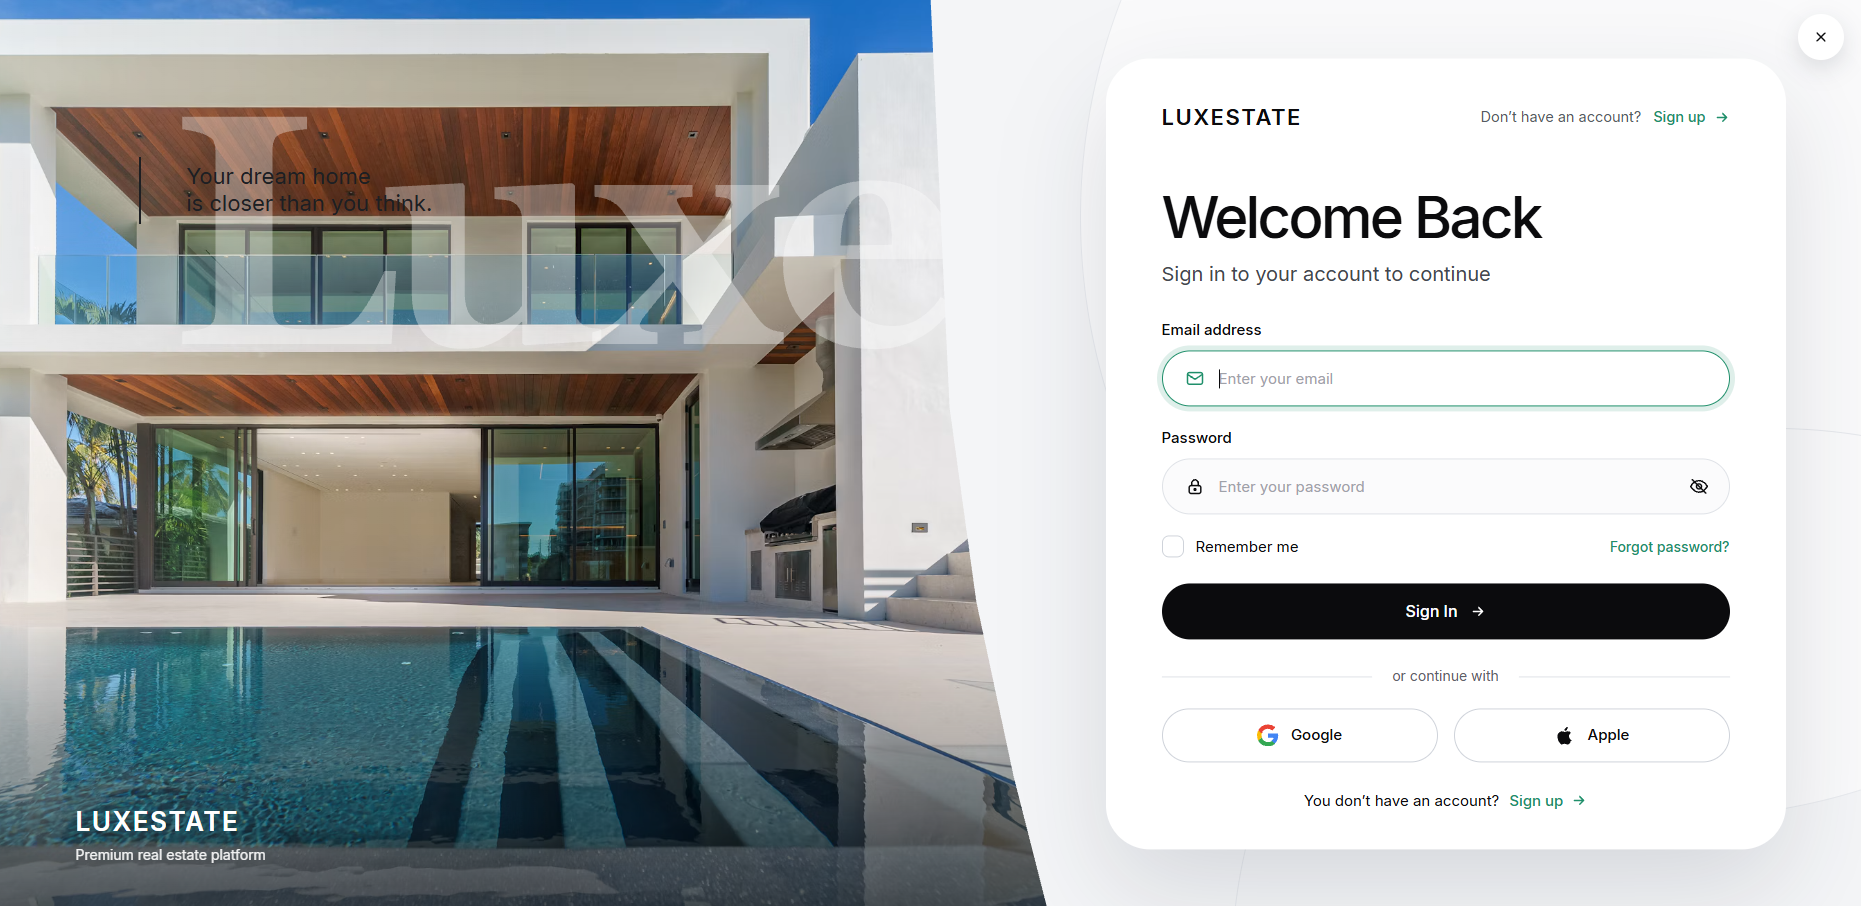 Luxe
Your dream home
is closer than you think.
LUXESTATE
Premium real estate platform
LUXESTATE
Don’t have an account? Sign up →
Welcome Back
Sign in to your account to continue
Email address
Enter your email
Password
Enter your password
Remember me
Forgot password?
Sign In →
or continue with
Google
Apple
You don’t have an account? Sign up →